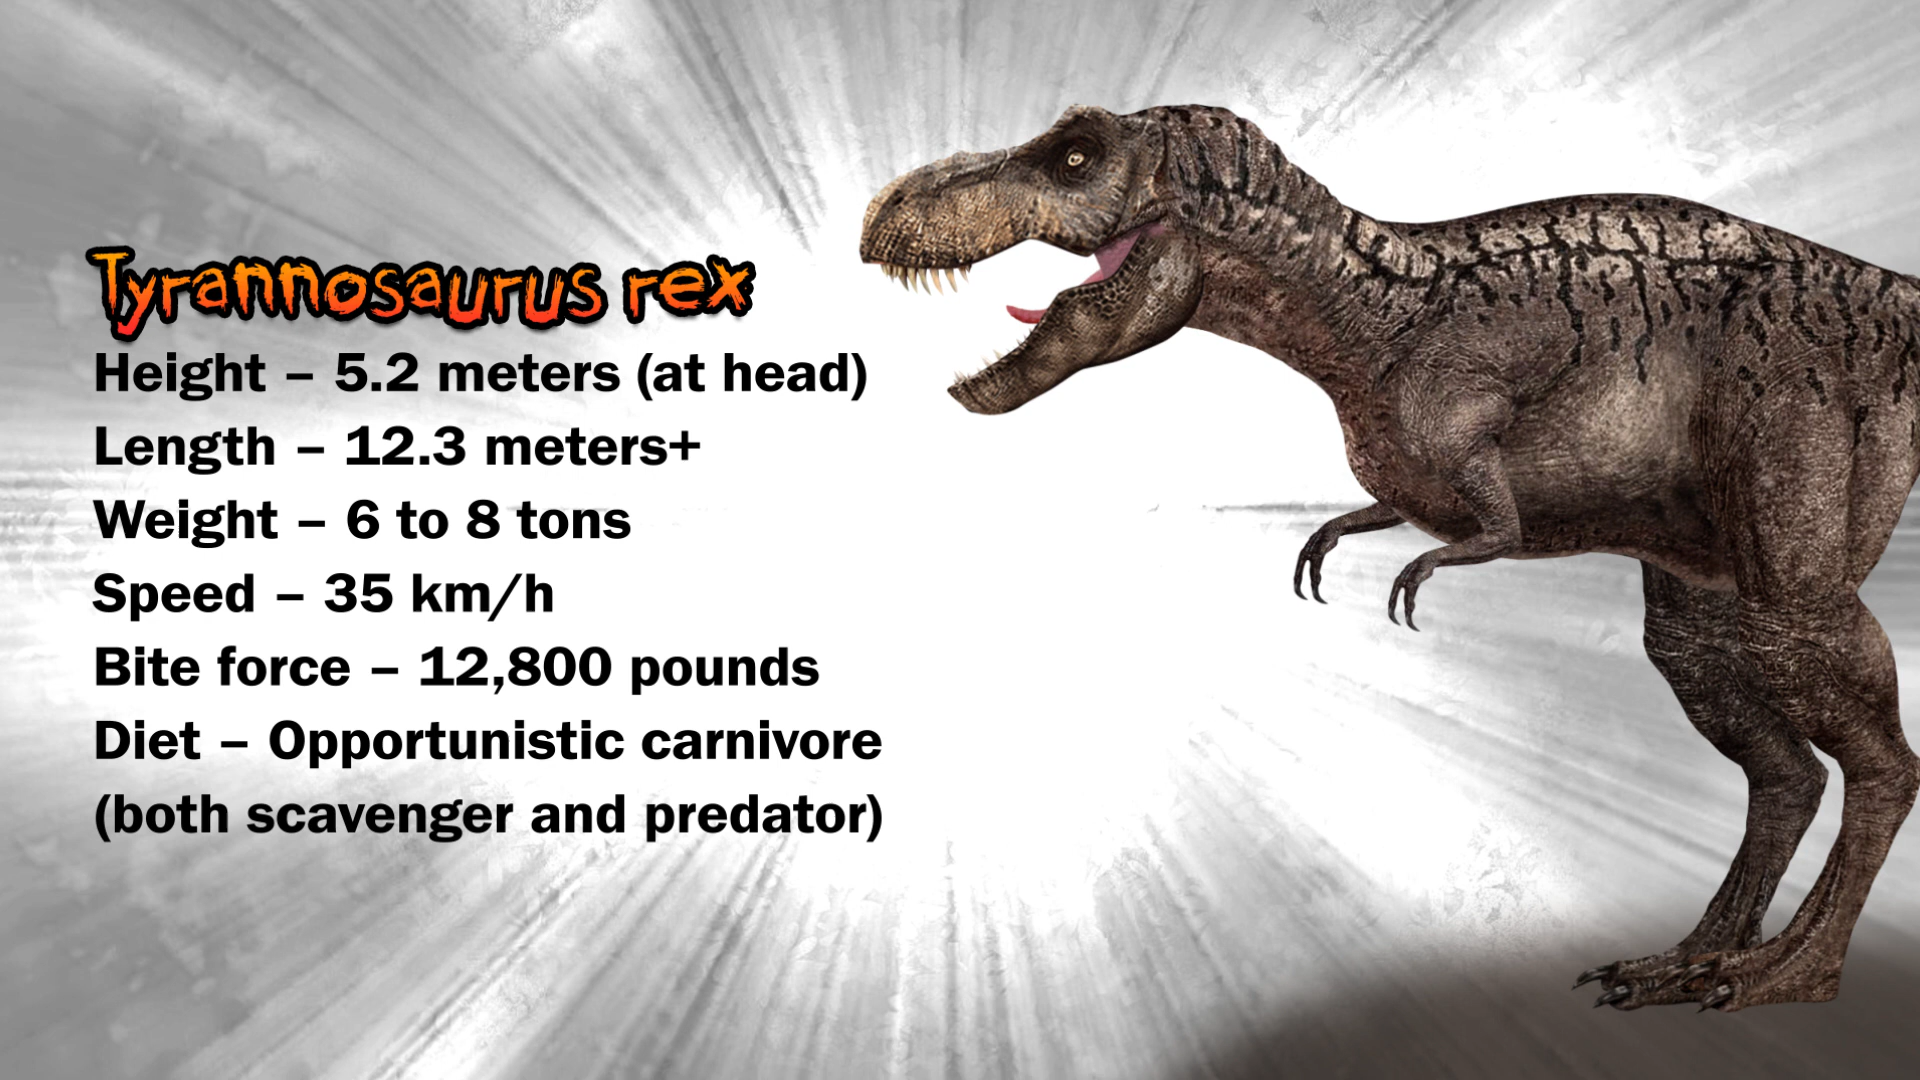 Tyrannosaurus rex
Height – 5.2 meters (at head)
Length – 12.3 meters+
Weight – 6 to 8 tons
Speed – 35 km/h
Bite force – 12,800 pounds
Diet – Opportunistic carnivore
(both scavenger and predator)